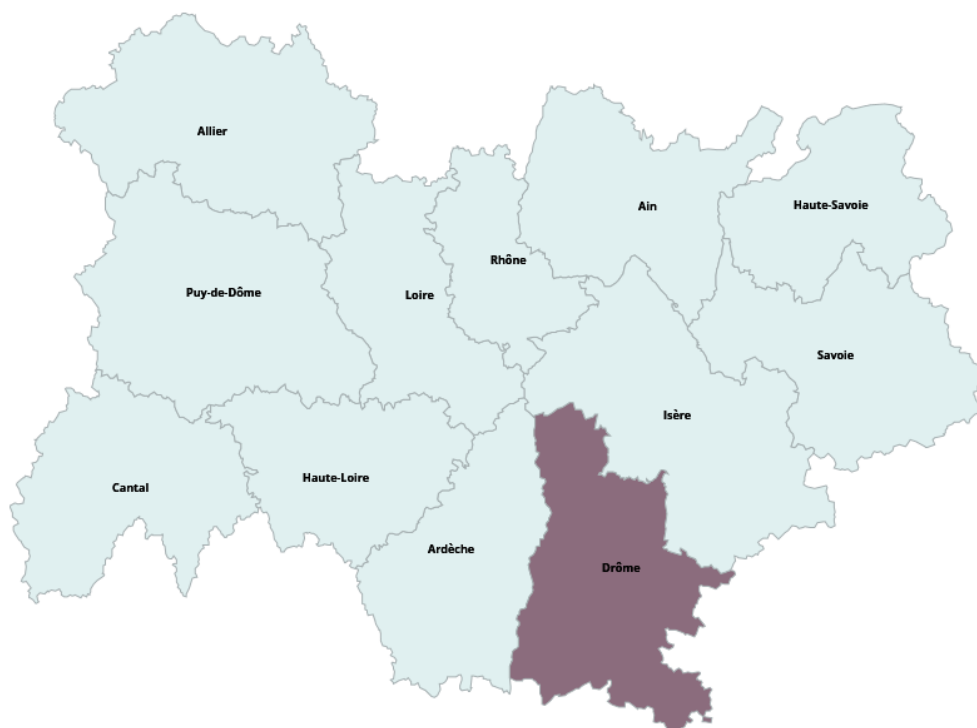 Allier
Ain
Haute-Savoie
Rhône
Puy-de-Dôme
Loire
Savoie
Isère
Haute-Loire
Cantal
Ardèche
Drôme